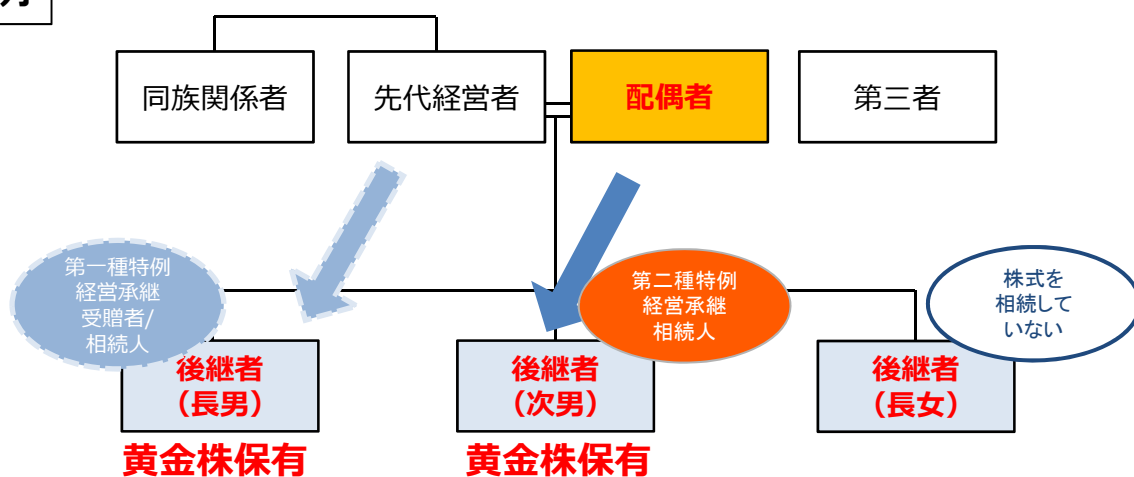 同族関係者
先代経営者
配偶者
第三者
第一種特例
経営承継
受贈者/
相続人
第二種特例
経営承継
相続人
株式を
相続して
いない
後継者
(長男)
後継者
(次男)
後継者
(長女)
黄金株保有
黄金株保有